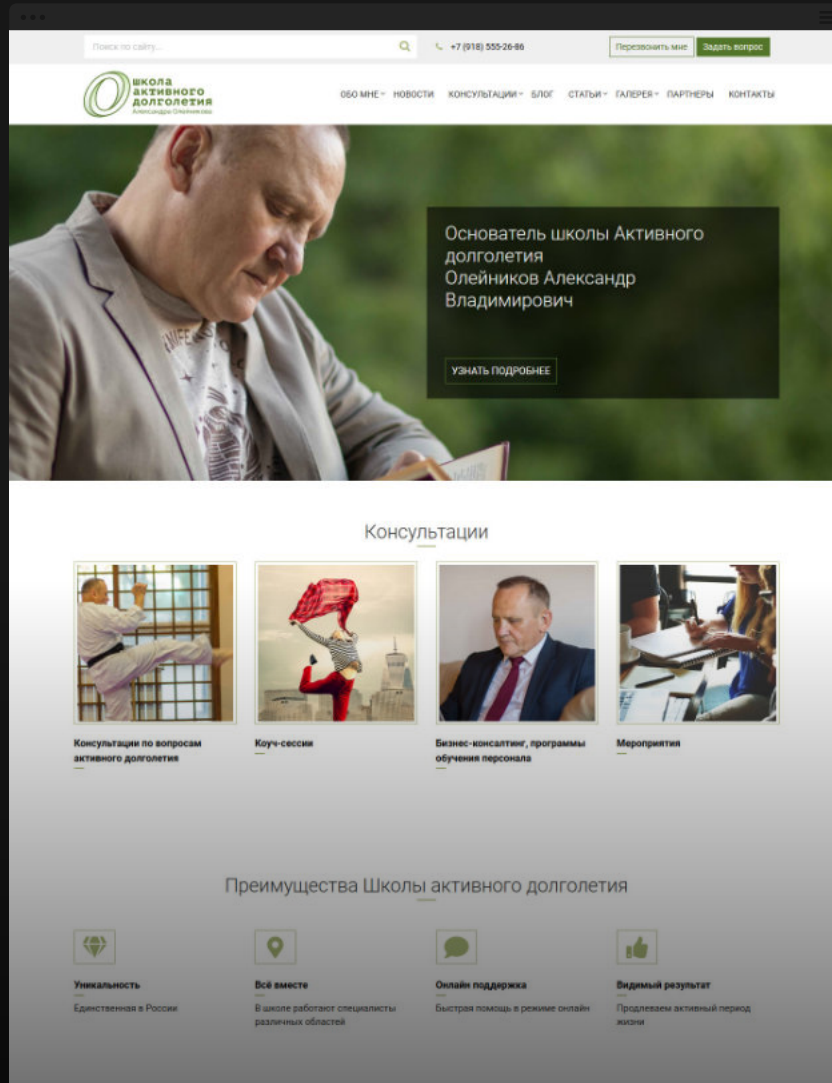 Поиск по сайту...
+7 (918) 555-26-86
Перезвонить мне
Задать вопрос
ШКОЛА
АКТИВНОГО
ДОЛГОЛЕТИЯ
Александра Олейникова
ОБО МНЕ НОВОСТИ КОНСУЛЬТАЦИИ БЛОГ СТАТЬИ ГАЛЕРЕЯ ПАРТНЕРЫ КОНТАКТЫ
Основатель школы Активного
долголетия
Олейников Александр
Владимирович
УЗНАТЬ ПОДРОБНЕЕ
Консультации
Консультации по вопросам
активного долголетия
Коуч-сессии
Бизнес-консалтинг, программы
обучения персонала
Мероприятия
Преимущества Школы активного долголетия
Уникальность
Единственная в России
Всё вместе
В школе работают специалисты
различных областей
Онлайн поддержка
Быстрая помощь в режиме онлайн
Видимый результат
Продлеваем активный период
жизни